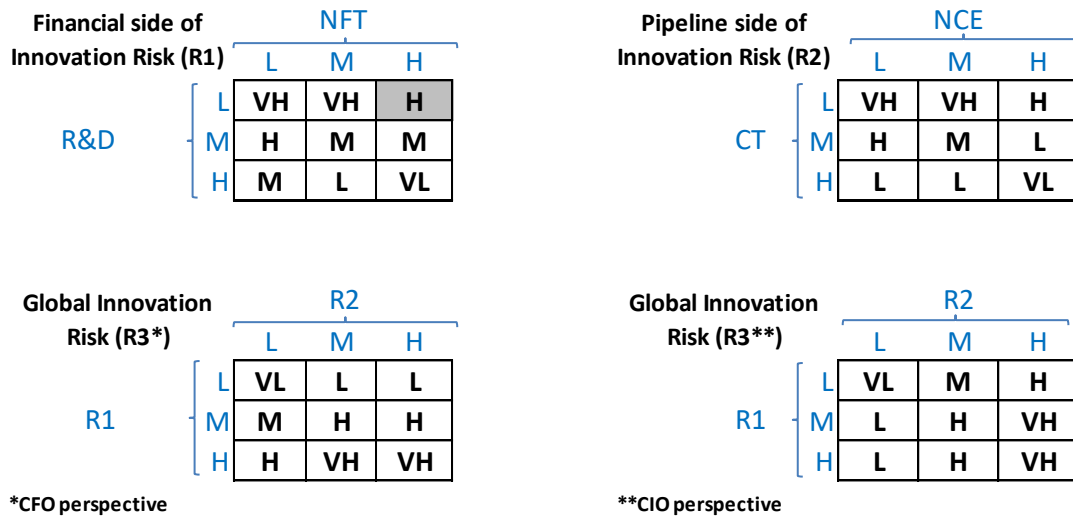 Financial side of
Innovation Risk (R1)
NFT
L M H
R&D
L VH VH H
M H M M
H M L VL
Pipeline side of
Innovation Risk (R2)
NCE
L M H
CT
L VH VH H
M H M L
H L L VL
Global Innovation
Risk (R3*)
R2
L M H
R1
L VL L L
M M H H
H H VH VH
*CFO perspective
Global Innovation
Risk (R3**)
R2
L M H
R1
L VL M H
M L H VH
H L H VH
**CIO perspective